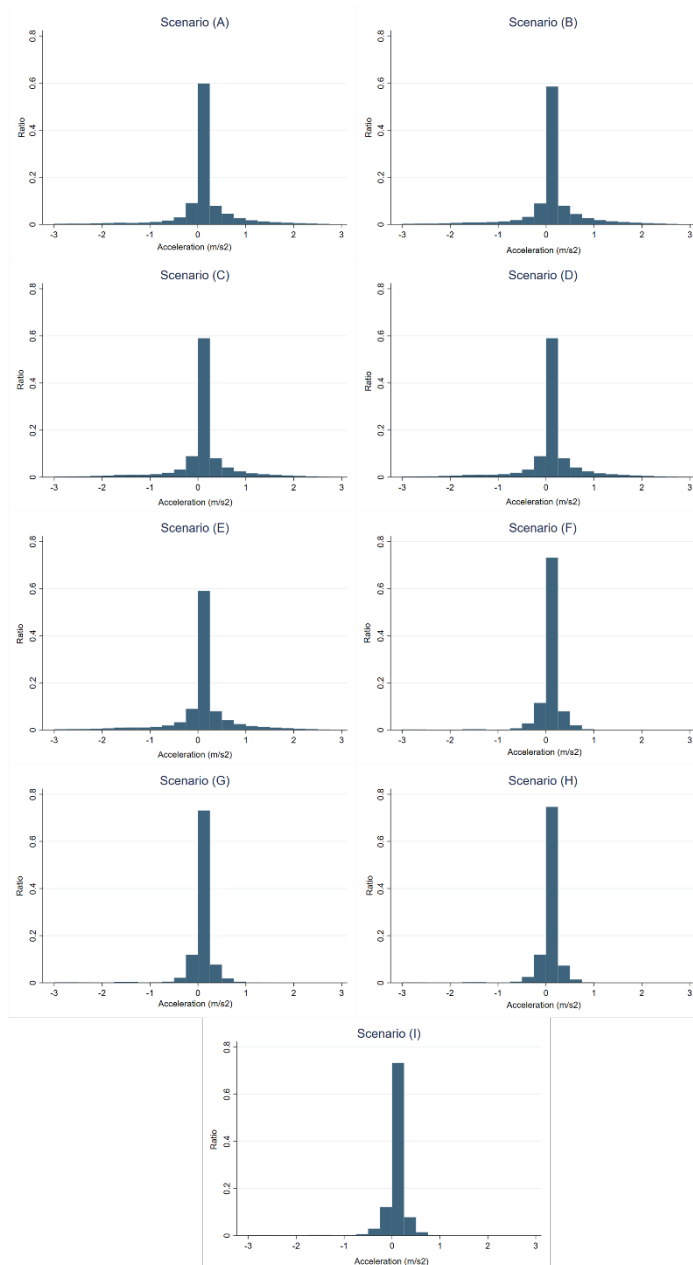 Scenario (A)
Ratio
0 0.2 0.4 0.6 0.8
-3 -2 -1 0 1 2 3
Acceleration (m/s2)
Scenario (B)
Ratio
0 0.2 0.4 0.6 0.8
-3 -2 -1 0 1 2 3
Acceleration (m/s2)
Scenario (C)
Ratio
0 0.2 0.4 0.6 0.8
-3 -2 -1 0 1 2 3
Acceleration (m/s2)
Scenario (D)
Ratio
0 0.2 0.4 0.6 0.8
-3 -2 -1 0 1 2 3
Acceleration (m/s2)
Scenario (E)
Ratio
0 0.2 0.4 0.6 0.8
-3 -2 -1 0 1 2 3
Acceleration (m/s2)
Scenario (F)
Ratio
0 0.2 0.4 0.6 0.8
-3 -2 -1 0 1 2 3
Acceleration (m/s2)
Scenario (G)
Ratio
0 0.2 0.4 0.6 0.8
-3 -2 -1 0 1 2 3
Acceleration (m/s2)
Scenario (H)
Ratio
0 0.2 0.4 0.6 0.8
-3 -2 -1 0 1 2 3
Acceleration (m/s2)
Scenario (I)
Ratio
0 0.2 0.4 0.6 0.8
-3 -2 -1 0 1 2 3
Acceleration (m/s2)